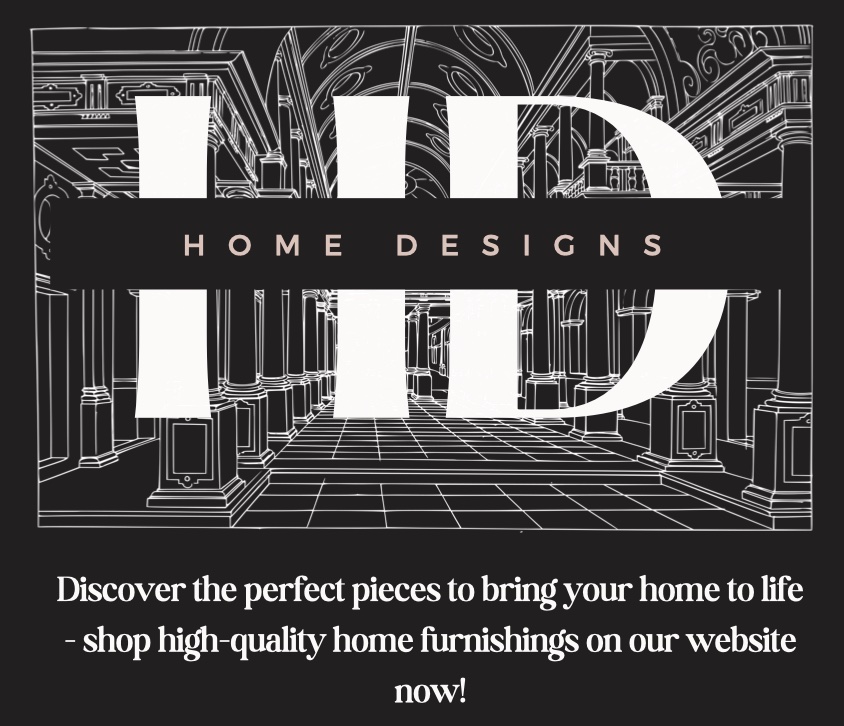 HD
HOME DESIGNS
Discover the perfect pieces to bring your home to life
- shop high-quality home furnishings on our website
now!